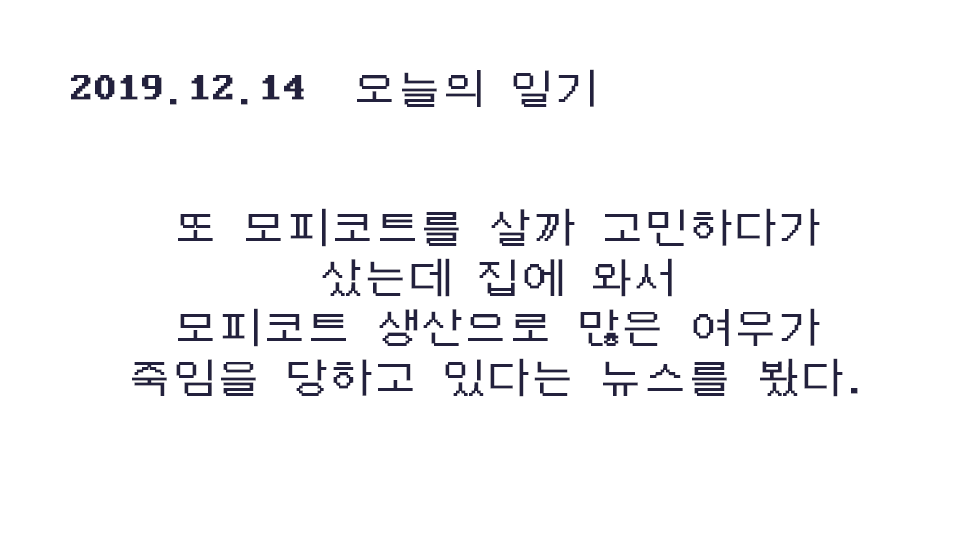 2019.12.14 오늘의 일기
또 모피코트를 살까 고민하다가
샀는데 집에 와서
모피코트 생산으로 많은 여우가
죽임을 당하고 있다는 뉴스를 봤다.